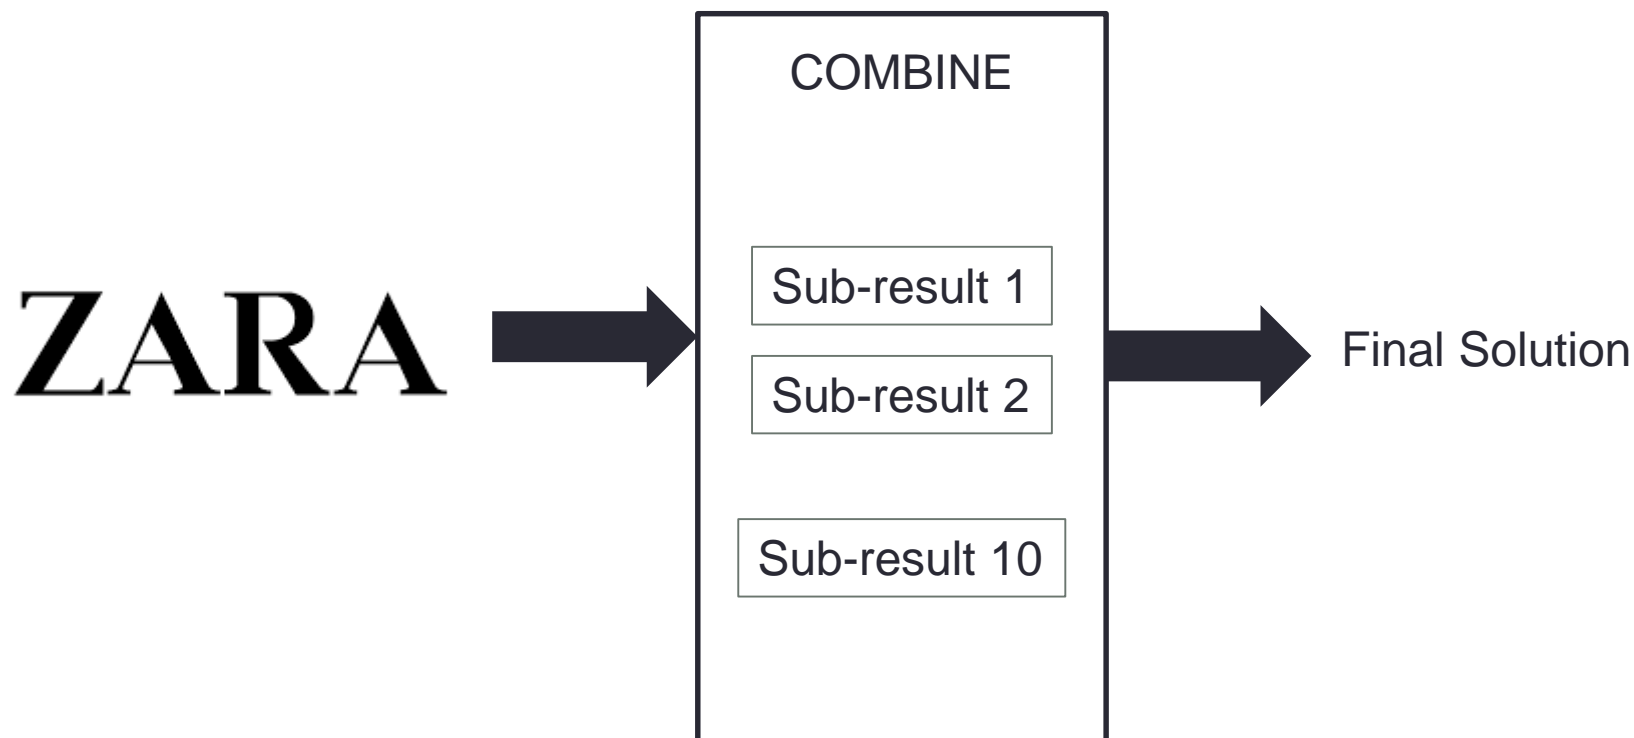 COMBINE
ZARA
Sub-result 1
Sub-result 2
Sub-result 10
Final Solution